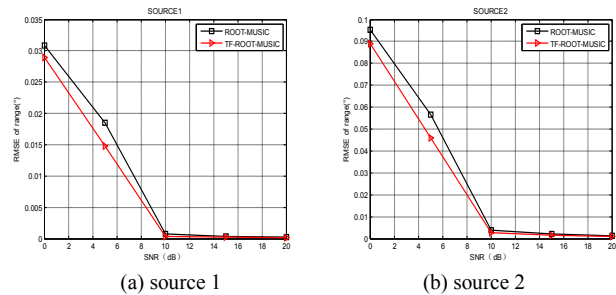 SOURCE1
ROOT-MUSIC
TF-ROOT-MUSIC
RMSE of range(°)
0.035
0.03
0.025
0.02
0.015
0.01
0.005
0
0 2 4 6 8 10 12 14 16 18 20
SNR（dB）
(a) source 1
SOURCE2
ROOT-MUSIC
TF-ROOT-MUSIC
RMSE of range(°)
0.1
0.09
0.08
0.07
0.06
0.05
0.04
0.03
0.02
0.01
0
0 2 4 6 8 10 12 14 16 18 20
SNR（dB）
(b) source 2